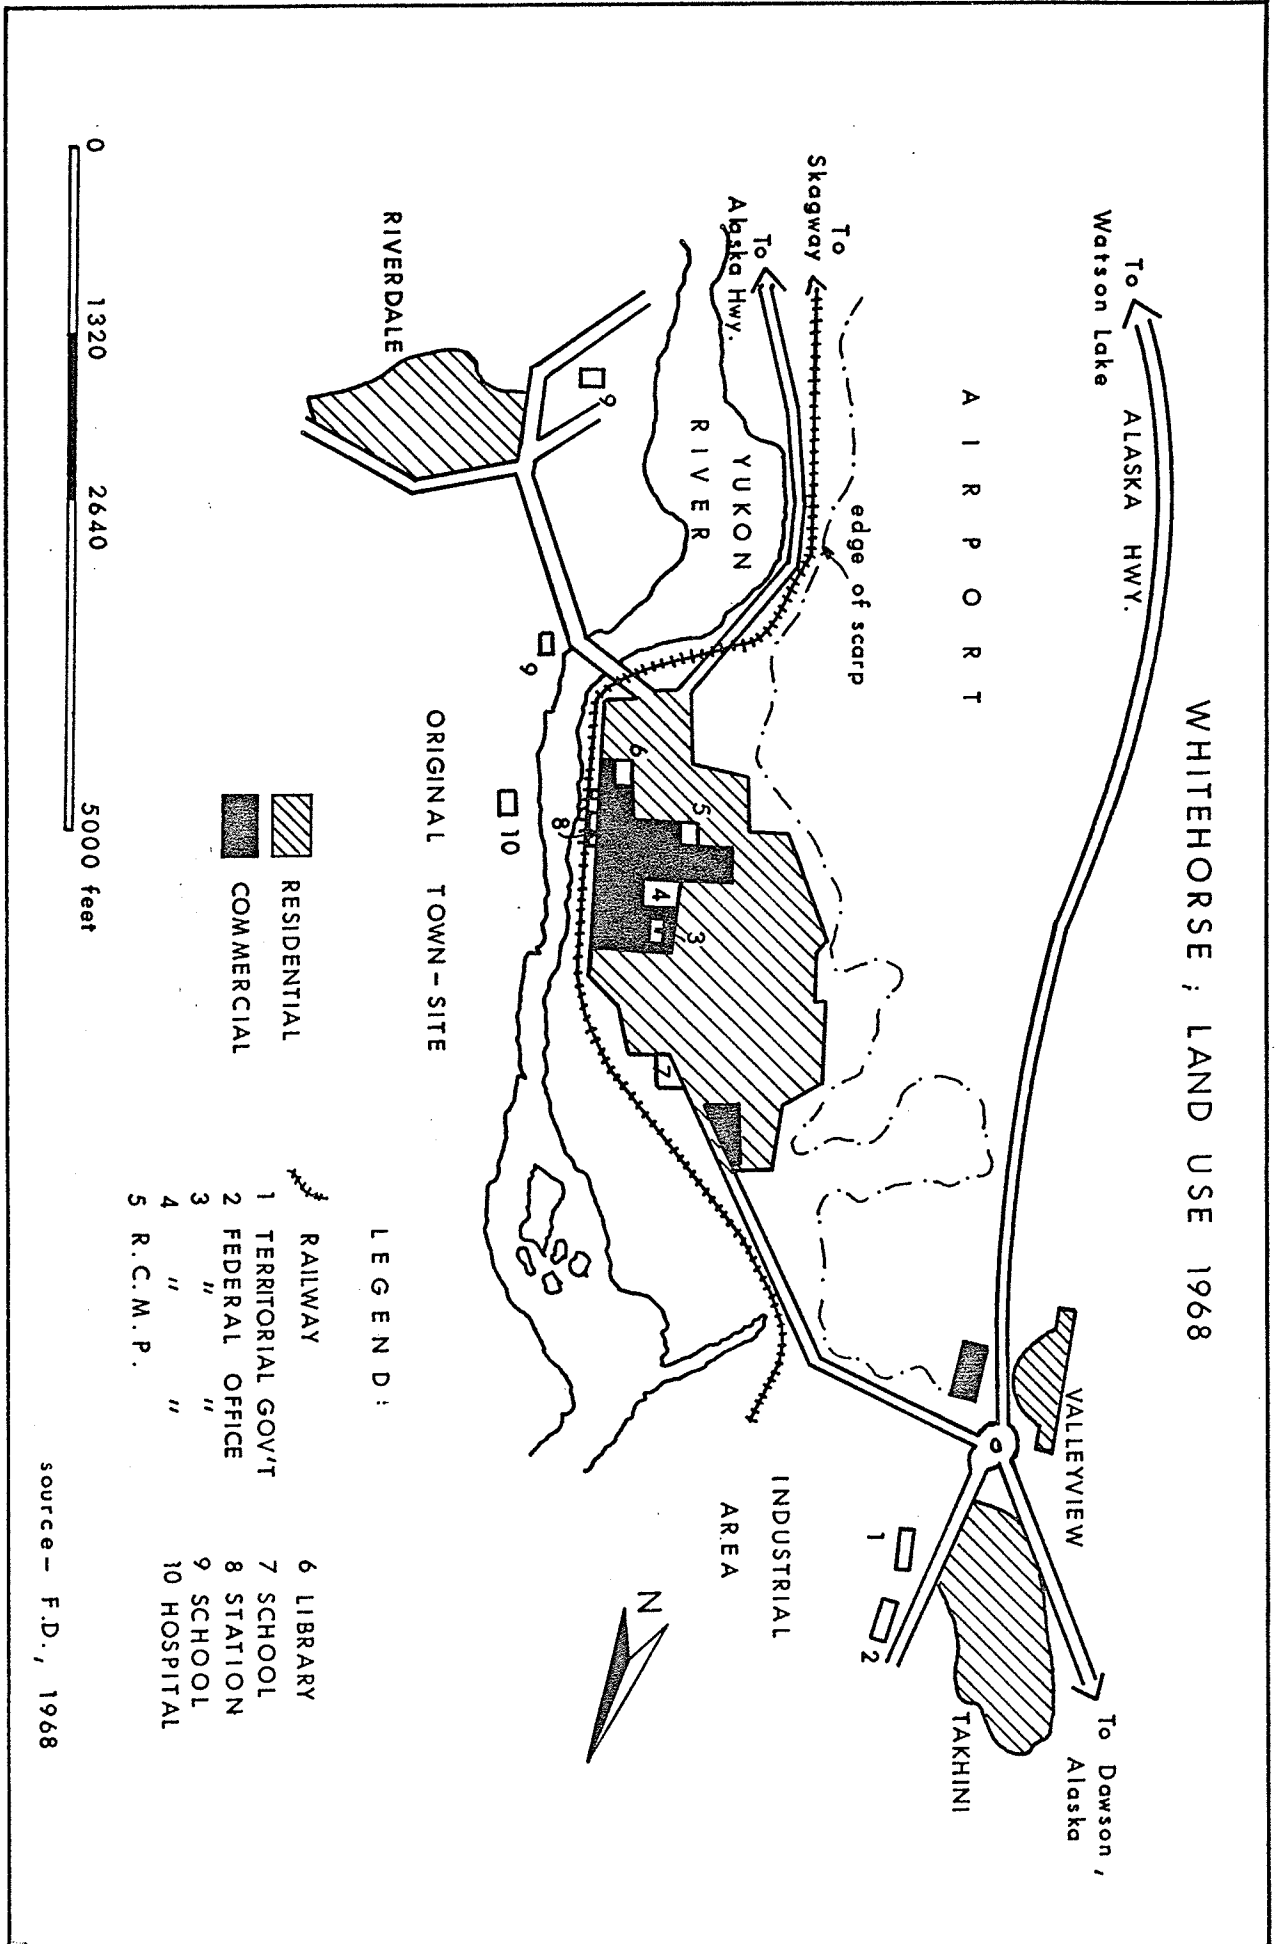 WHITEHORSE ; LAND USE 1968
To
Watson Lake
ALASKA HWY.
VALLEYVIEW
To Dawson,
Alaska
AIRPORT
TAKHINI
To
Skagway
edge of scarp
1
2
To
Alaska Hwy.
YUKON
RIVER
INDUSTRIAL
AREA
5
3
6
4
7
8
9
9
10
N
RIVERDALE
ORIGINAL TOWN-SITE
LEGEND:
RESIDENTIAL
COMMERCIAL
RAILWAY
1 TERRITORIAL GOV'T
2 FEDERAL OFFICE
3 " "
4 " "
5 R.C.M.P.
6 LIBRARY
7 SCHOOL
8 STATION
9 SCHOOL
10 HOSPITAL
0 1320 2640 5000 feet
source- F.D., 1968